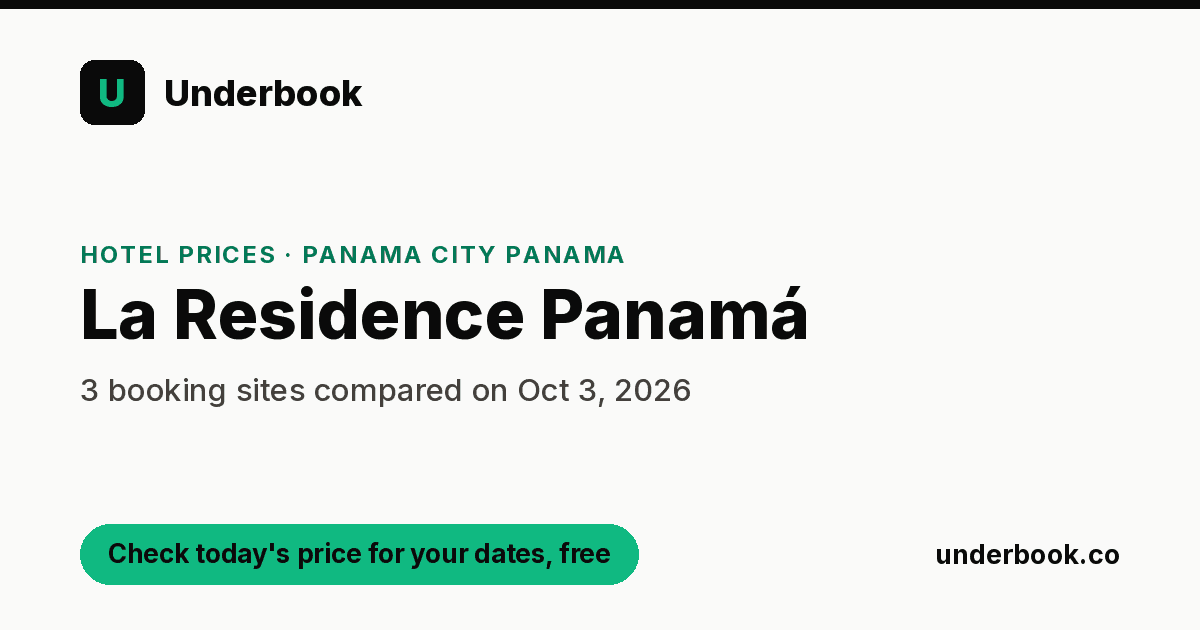 U Underbook
HOTEL PRICES · PANAMA CITY PANAMA
La Residence Panamá
3 booking sites compared on Oct 3, 2026
Check today's price for your dates, free
underbook.co